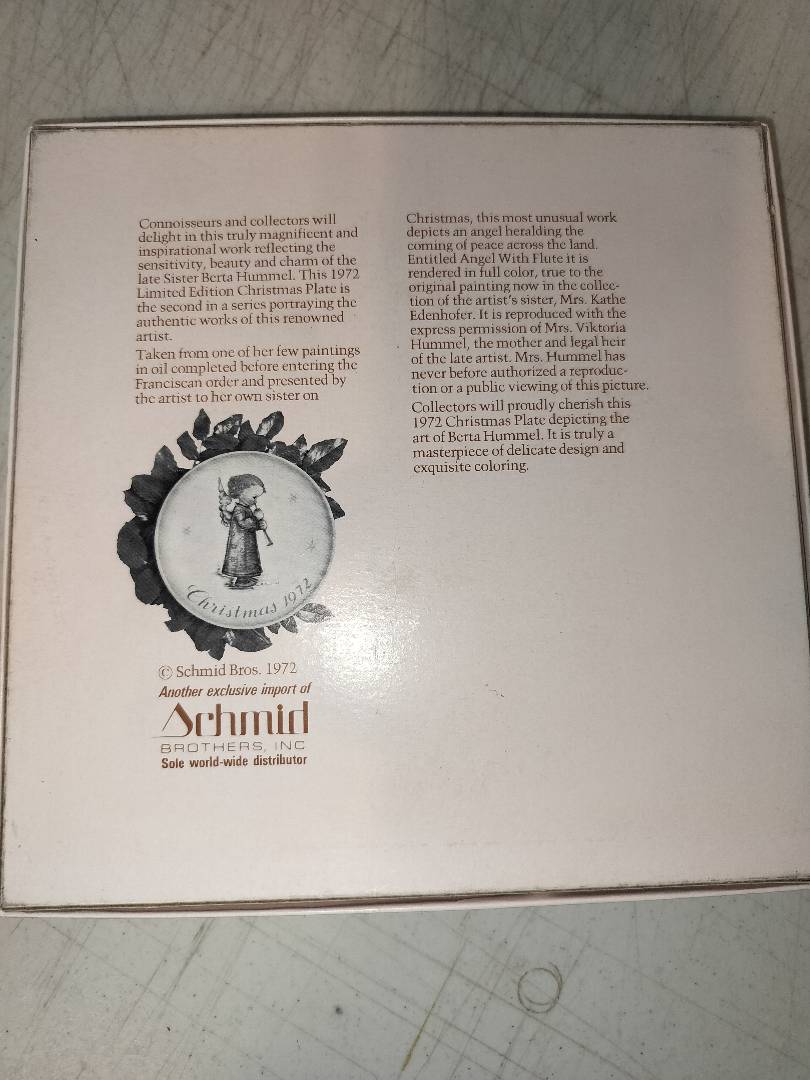 Connoisseurs and collectors will
delight in this truly magnificent and
inspirational work reflecting the
sensitivity, beauty and charm of the
late Sister Berta Hummel. This 1972
Limited Edition Christmas Plate is
the second in a series portraying the
authentic works of this renowned
artist.
Taken from one of her few paintings
in oil completed before entering the
Franciscan order and presented by
the artist to her own sister on
Christmas 1972
© Schmid Bros. 1972
Another exclusive import of
Schmid
BROTHERS, INC
Sole world-wide distributor
Christmas, this most unusual work
depicts an angel heralding the
coming of peace across the land.
Entitled Angel With Flute it is
rendered in full color, true to the
original painting now in the collec-
tion of the artist's sister, Mrs. Kathe
Edenhofer. It is reproduced with the
express permission of Mrs. Viktoria
Hummel, the mother and legal heir
of the late artist. Mrs. Hummel has
never before authorized a reproduc-
tion or a public viewing of this picture.
Collectors will proudly cherish this
1972 Christmas Plate depicting the
art of Berta Hummel. It is truly a
masterpiece of delicate design and
exquisite coloring.